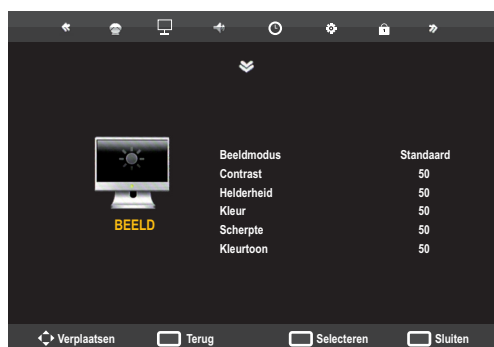 BEELD
Beeldmodus Standaard
Contrast 50
Helderheid 50
Kleur 50
Scherpte 50
Kleurtoon 50
Verplaatsen Terug Selecteren Sluiten